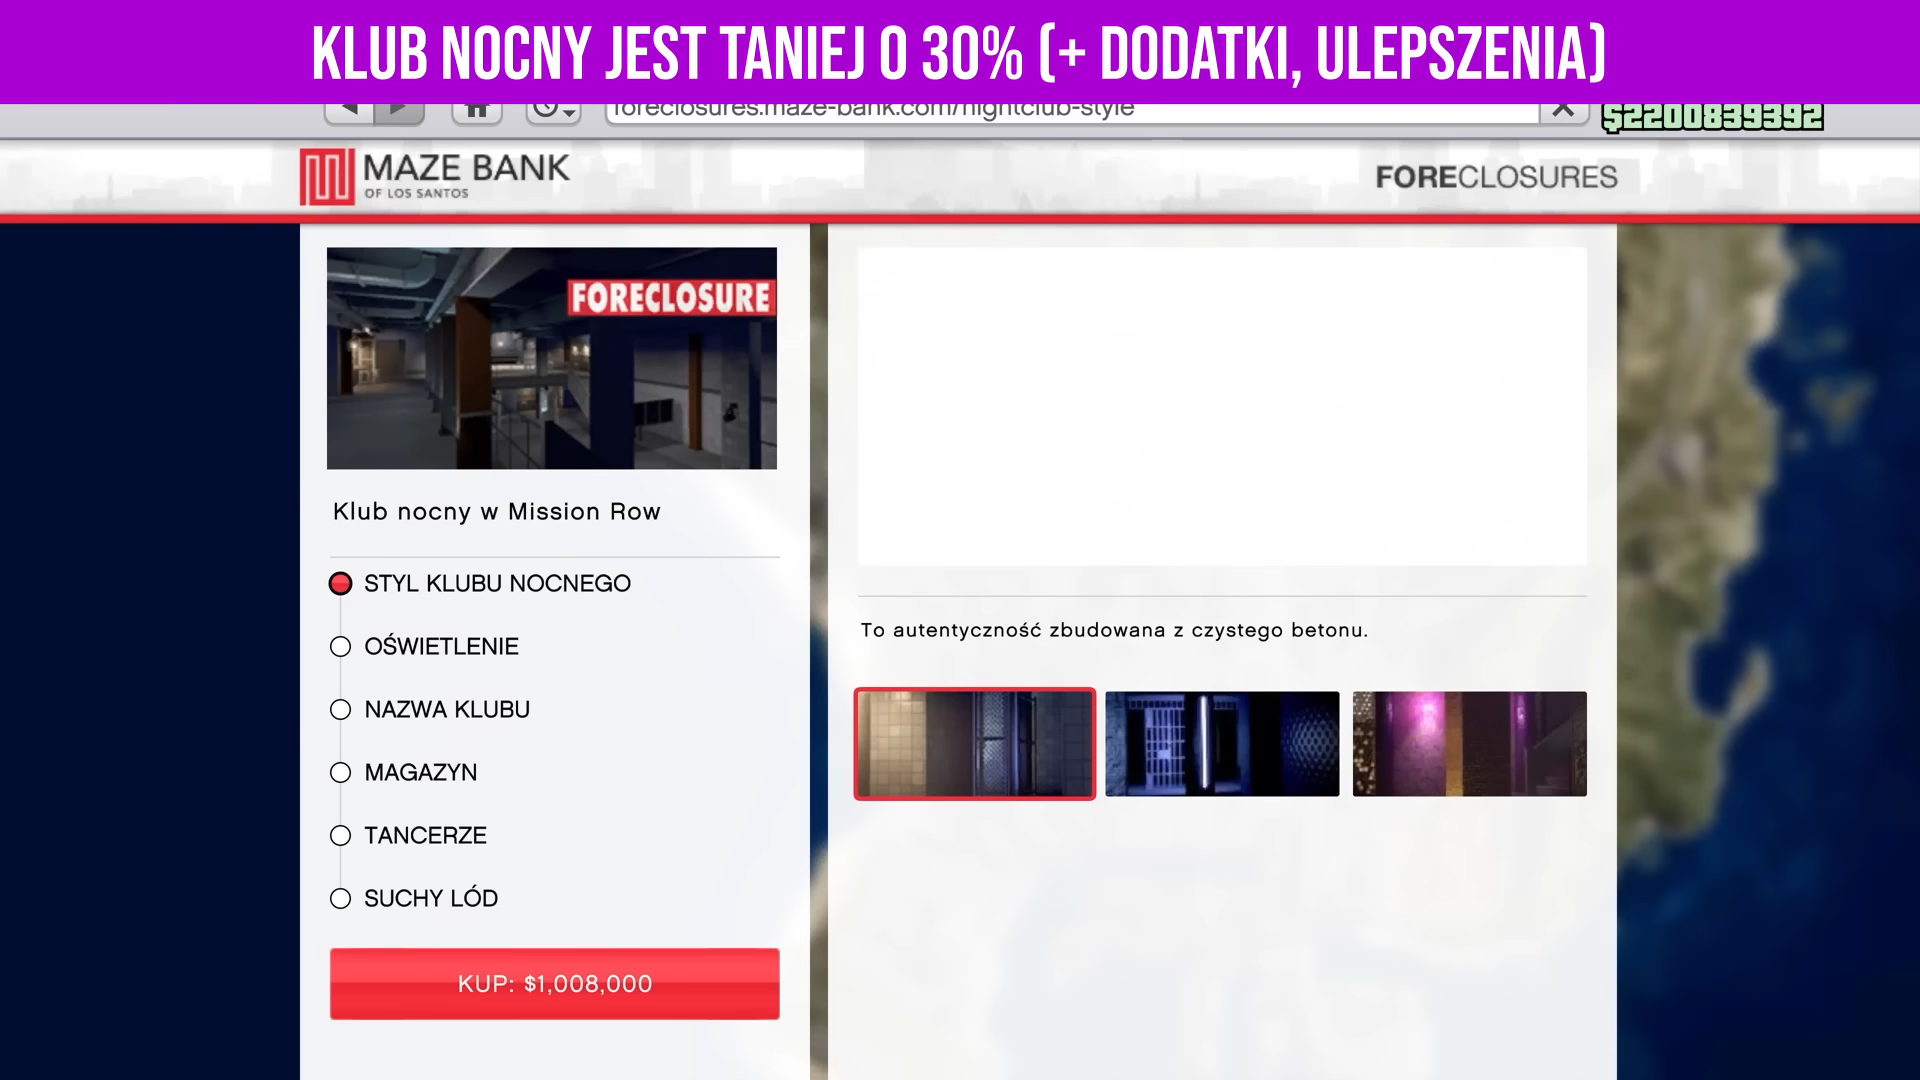 KLUB NOCNY JEST TANIEJ O 30% (+ DODATKI, ULEPSZENIA)
foreclosures.maze-bank.com/nightclub-style
$2200839392
MAZE BANK
OF LOS SANTOS
FORECLOSURES
FORECLOSURE
Klub nocny w Mission Row
STYL KLUBU NOCNEGO
OŚWIETLENIE
NAZWA KLUBU
MAGAZYN
TANCERZE
SUCHY LÓD
KUP: $1,008,000
To autentyczność zbudowana z czystego betonu.